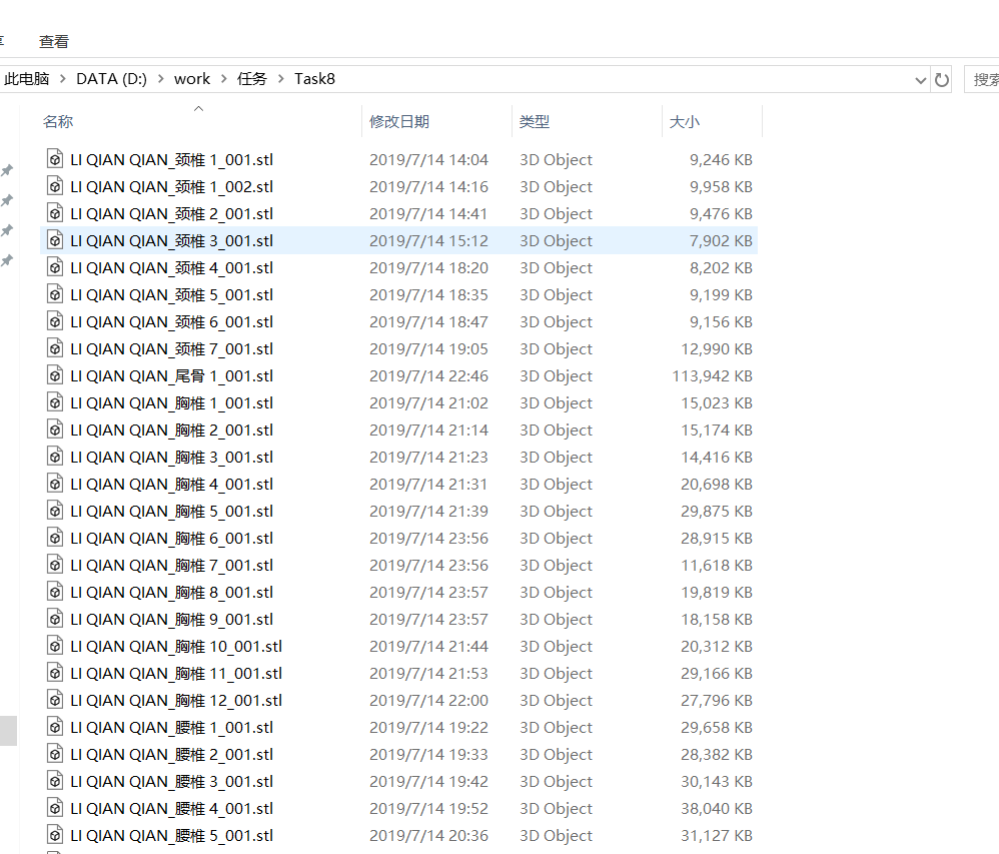 查看
此电脑 > DATA (D:) > work > 任务 > Task8 搜索
名称 修改日期 类型 大小
LI QIAN QIAN_颈椎 1_001.stl 2019/7/14 14:04 3D Object 9,246 KB
LI QIAN QIAN_颈椎 1_002.stl 2019/7/14 14:16 3D Object 9,958 KB
LI QIAN QIAN_颈椎 2_001.stl 2019/7/14 14:41 3D Object 9,476 KB
LI QIAN QIAN_颈椎 3_001.stl 2019/7/14 15:12 3D Object 7,902 KB
LI QIAN QIAN_颈椎 4_001.stl 2019/7/14 18:20 3D Object 8,202 KB
LI QIAN QIAN_颈椎 5_001.stl 2019/7/14 18:35 3D Object 9,199 KB
LI QIAN QIAN_颈椎 6_001.stl 2019/7/14 18:47 3D Object 9,156 KB
LI QIAN QIAN_颈椎 7_001.stl 2019/7/14 19:05 3D Object 12,990 KB
LI QIAN QIAN_尾骨 1_001.stl 2019/7/14 22:46 3D Object 113,942 KB
LI QIAN QIAN_胸椎 1_001.stl 2019/7/14 21:02 3D Object 15,023 KB
LI QIAN QIAN_胸椎 2_001.stl 2019/7/14 21:14 3D Object 15,174 KB
LI QIAN QIAN_胸椎 3_001.stl 2019/7/14 21:23 3D Object 14,416 KB
LI QIAN QIAN_胸椎 4_001.stl 2019/7/14 21:31 3D Object 20,698 KB
LI QIAN QIAN_胸椎 5_001.stl 2019/7/14 21:39 3D Object 29,875 KB
LI QIAN QIAN_胸椎 6_001.stl 2019/7/14 23:56 3D Object 28,915 KB
LI QIAN QIAN_胸椎 7_001.stl 2019/7/14 23:56 3D Object 11,618 KB
LI QIAN QIAN_胸椎 8_001.stl 2019/7/14 23:57 3D Object 19,819 KB
LI QIAN QIAN_胸椎 9_001.stl 2019/7/14 23:57 3D Object 18,158 KB
LI QIAN QIAN_胸椎 10_001.stl 2019/7/14 21:44 3D Object 20,312 KB
LI QIAN QIAN_胸椎 11_001.stl 2019/7/14 21:53 3D Object 29,166 KB
LI QIAN QIAN_胸椎 12_001.stl 2019/7/14 22:00 3D Object 27,796 KB
LI QIAN QIAN_腰椎 1_001.stl 2019/7/14 19:22 3D Object 29,658 KB
LI QIAN QIAN_腰椎 2_001.stl 2019/7/14 19:33 3D Object 28,382 KB
LI QIAN QIAN_腰椎 3_001.stl 2019/7/14 19:42 3D Object 30,143 KB
LI QIAN QIAN_腰椎 4_001.stl 2019/7/14 19:52 3D Object 38,040 KB
LI QIAN QIAN_腰椎 5_001.stl 2019/7/14 20:36 3D Object 31,127 KB